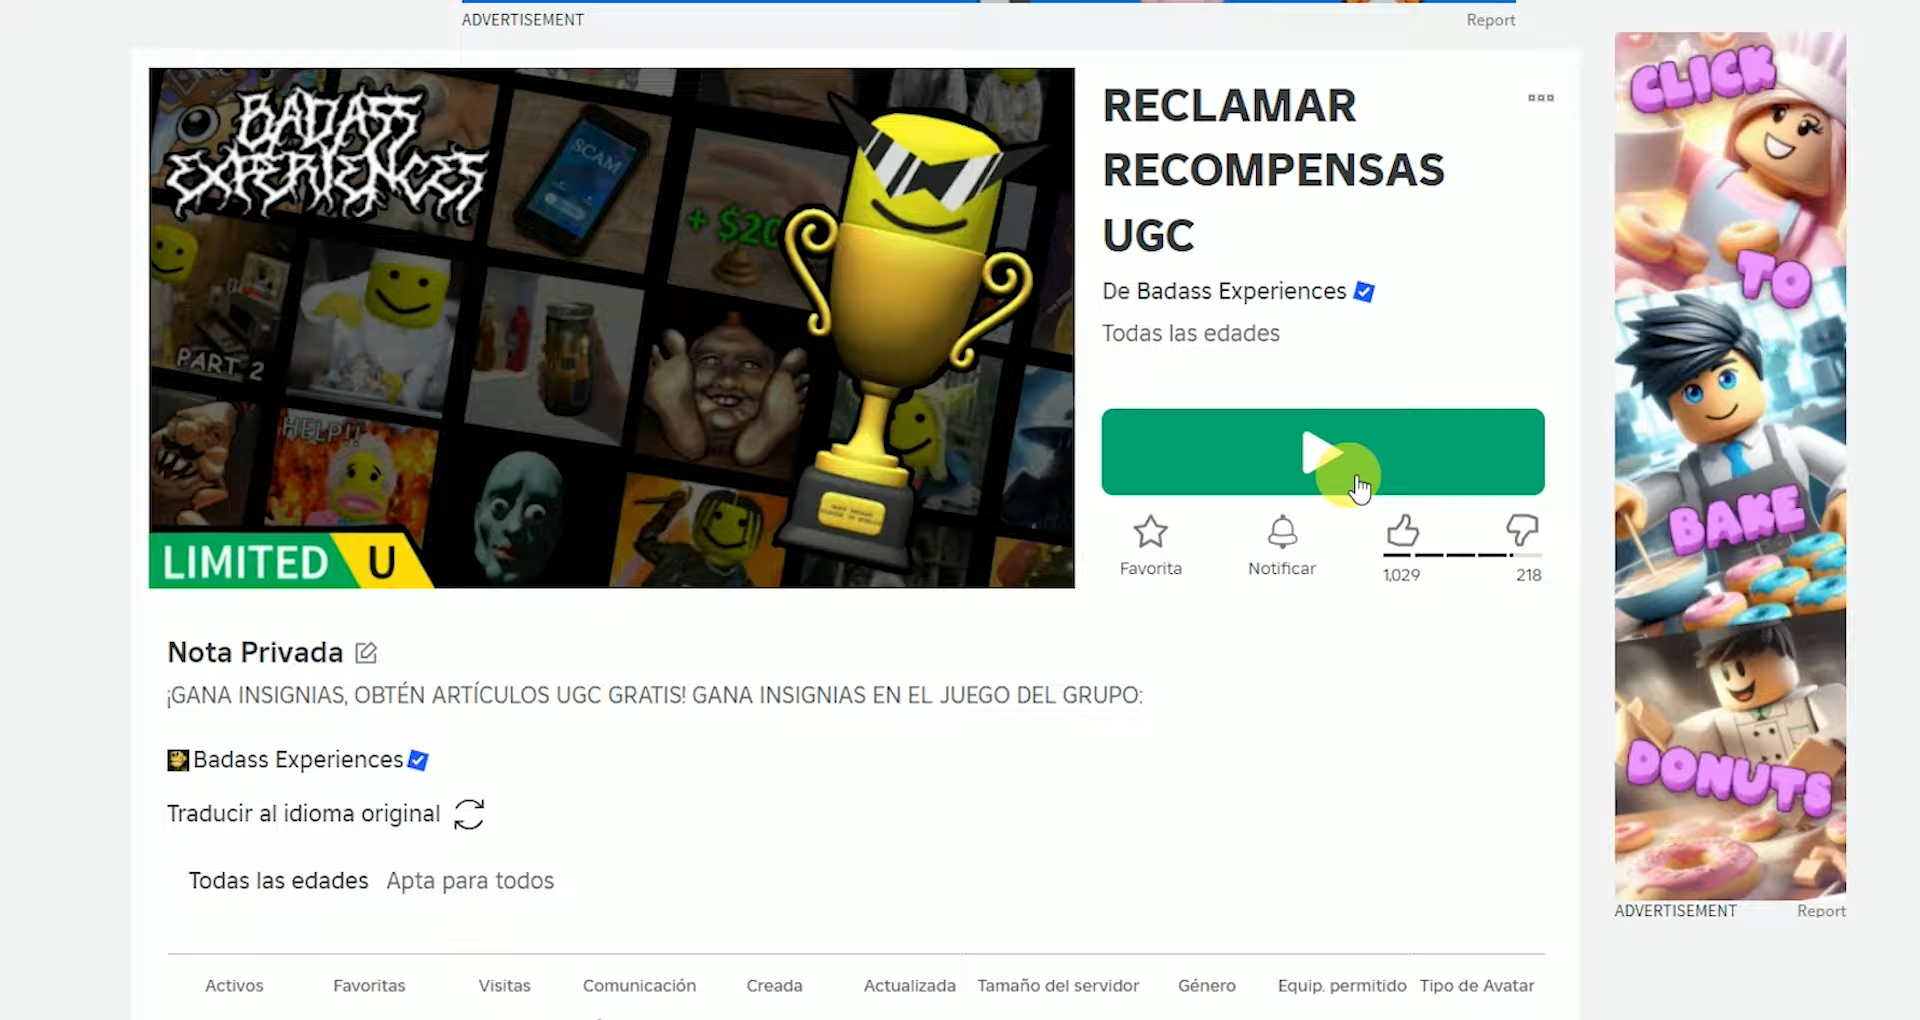 ADVERTISEMENT
Report
BADASS
EXPERIENCES
SCAM
+ $20
PART 2
HELP!!
LIMITED U
RECLAMAR
RECOMPENSAS
UGC
De Badass Experiences
Todas las edades
Favorita
Notificar
1,029
218
CLICK
TO
BAKE
DONUTS
ADVERTISEMENT
Report
Nota Privada
¡GANA INSIGNIAS, OBTÉN ARTÍCULOS UGC GRATIS! GANA INSIGNIAS EN EL JUEGO DEL GRUPO:
Badass Experiences
Traducir al idioma original
Todas las edades Apta para todos
Activos Favoritas Visitas Comunicación Creada Actualizada Tamaño del servidor Género Equip. permitido Tipo de Avatar